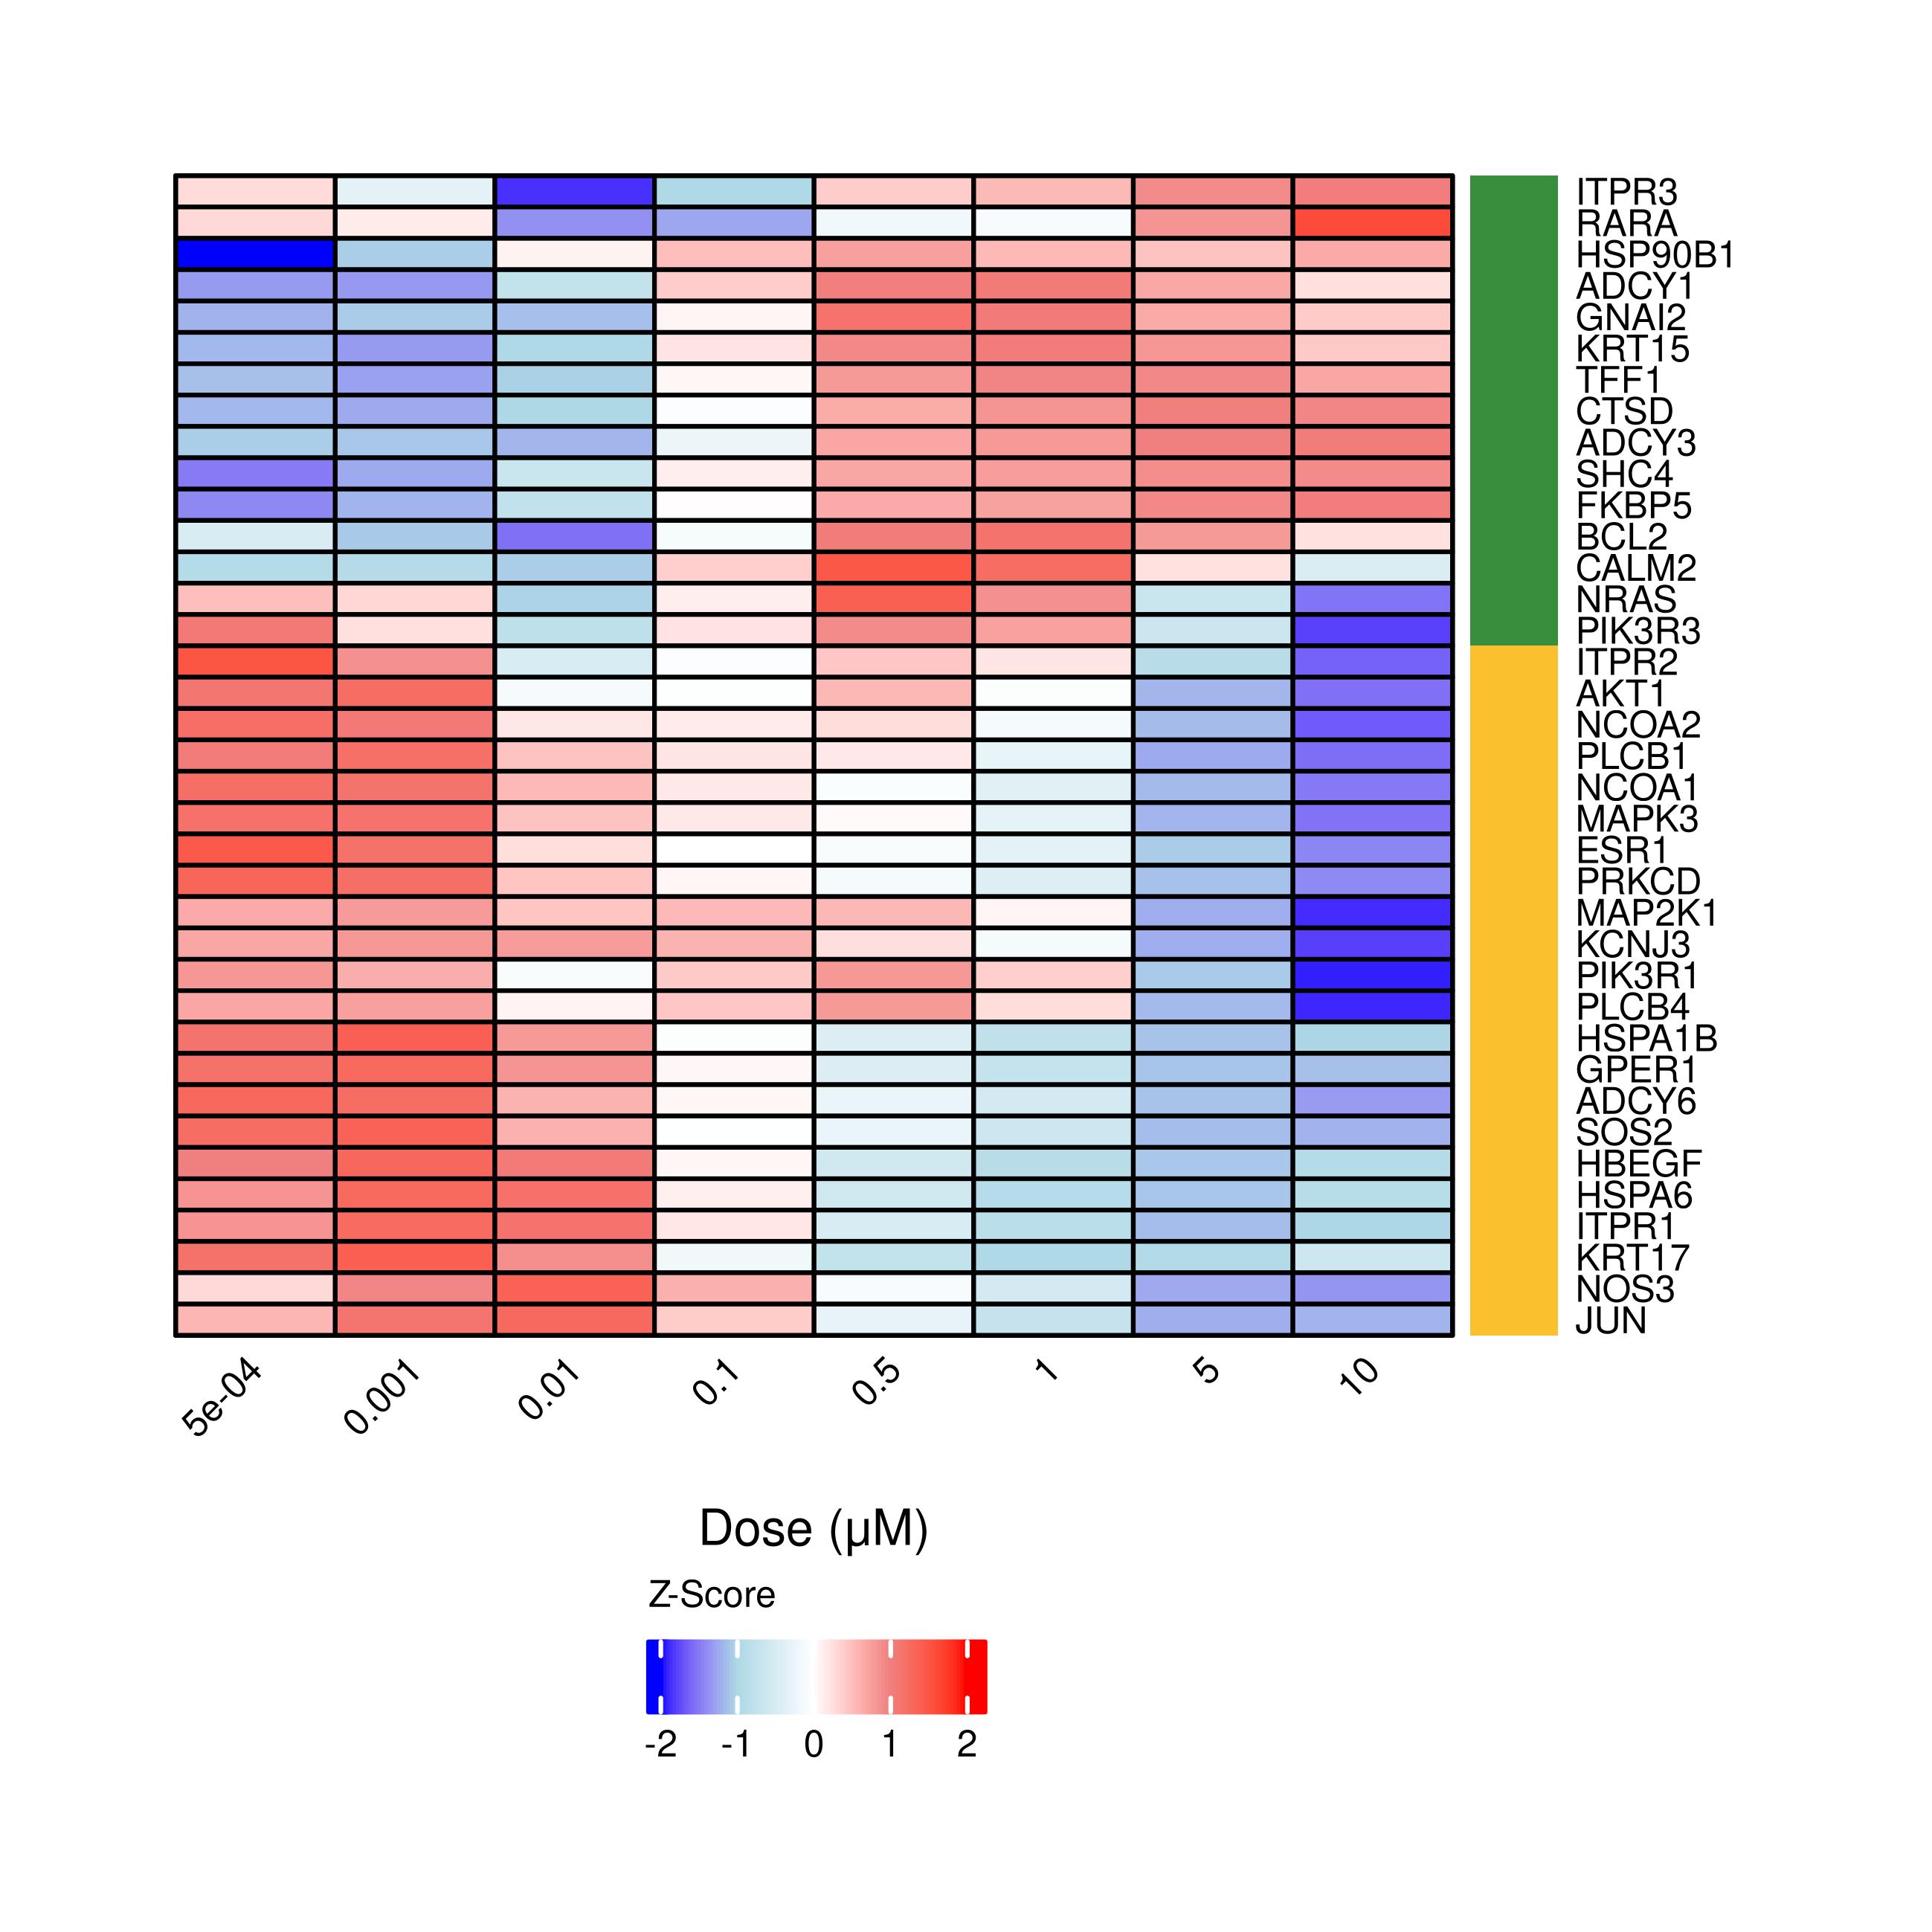 ITPR3
RARA
HSP90B1
ADCY1
GNAI2
KRT15
TFF1
CTSD
ADCY3
SHC4
FKBP5
BCL2
CALM2
NRAS
PIK3R3
ITPR2
AKT1
NCOA2
PLCB1
NCOA1
MAPK3
ESR1
PRKCD
MAP2K1
KCNJ3
PIK3R1
PLCB4
HSPA1B
GPER1
ADCY6
SOS2
HBEGF
HSPA6
ITPR1
KRT17
NOS3
JUN
5e-04 0.001 0.01 0.1 0.5 1 5 10
Dose (µM)
Z-Score
-2 -1 0 1 2